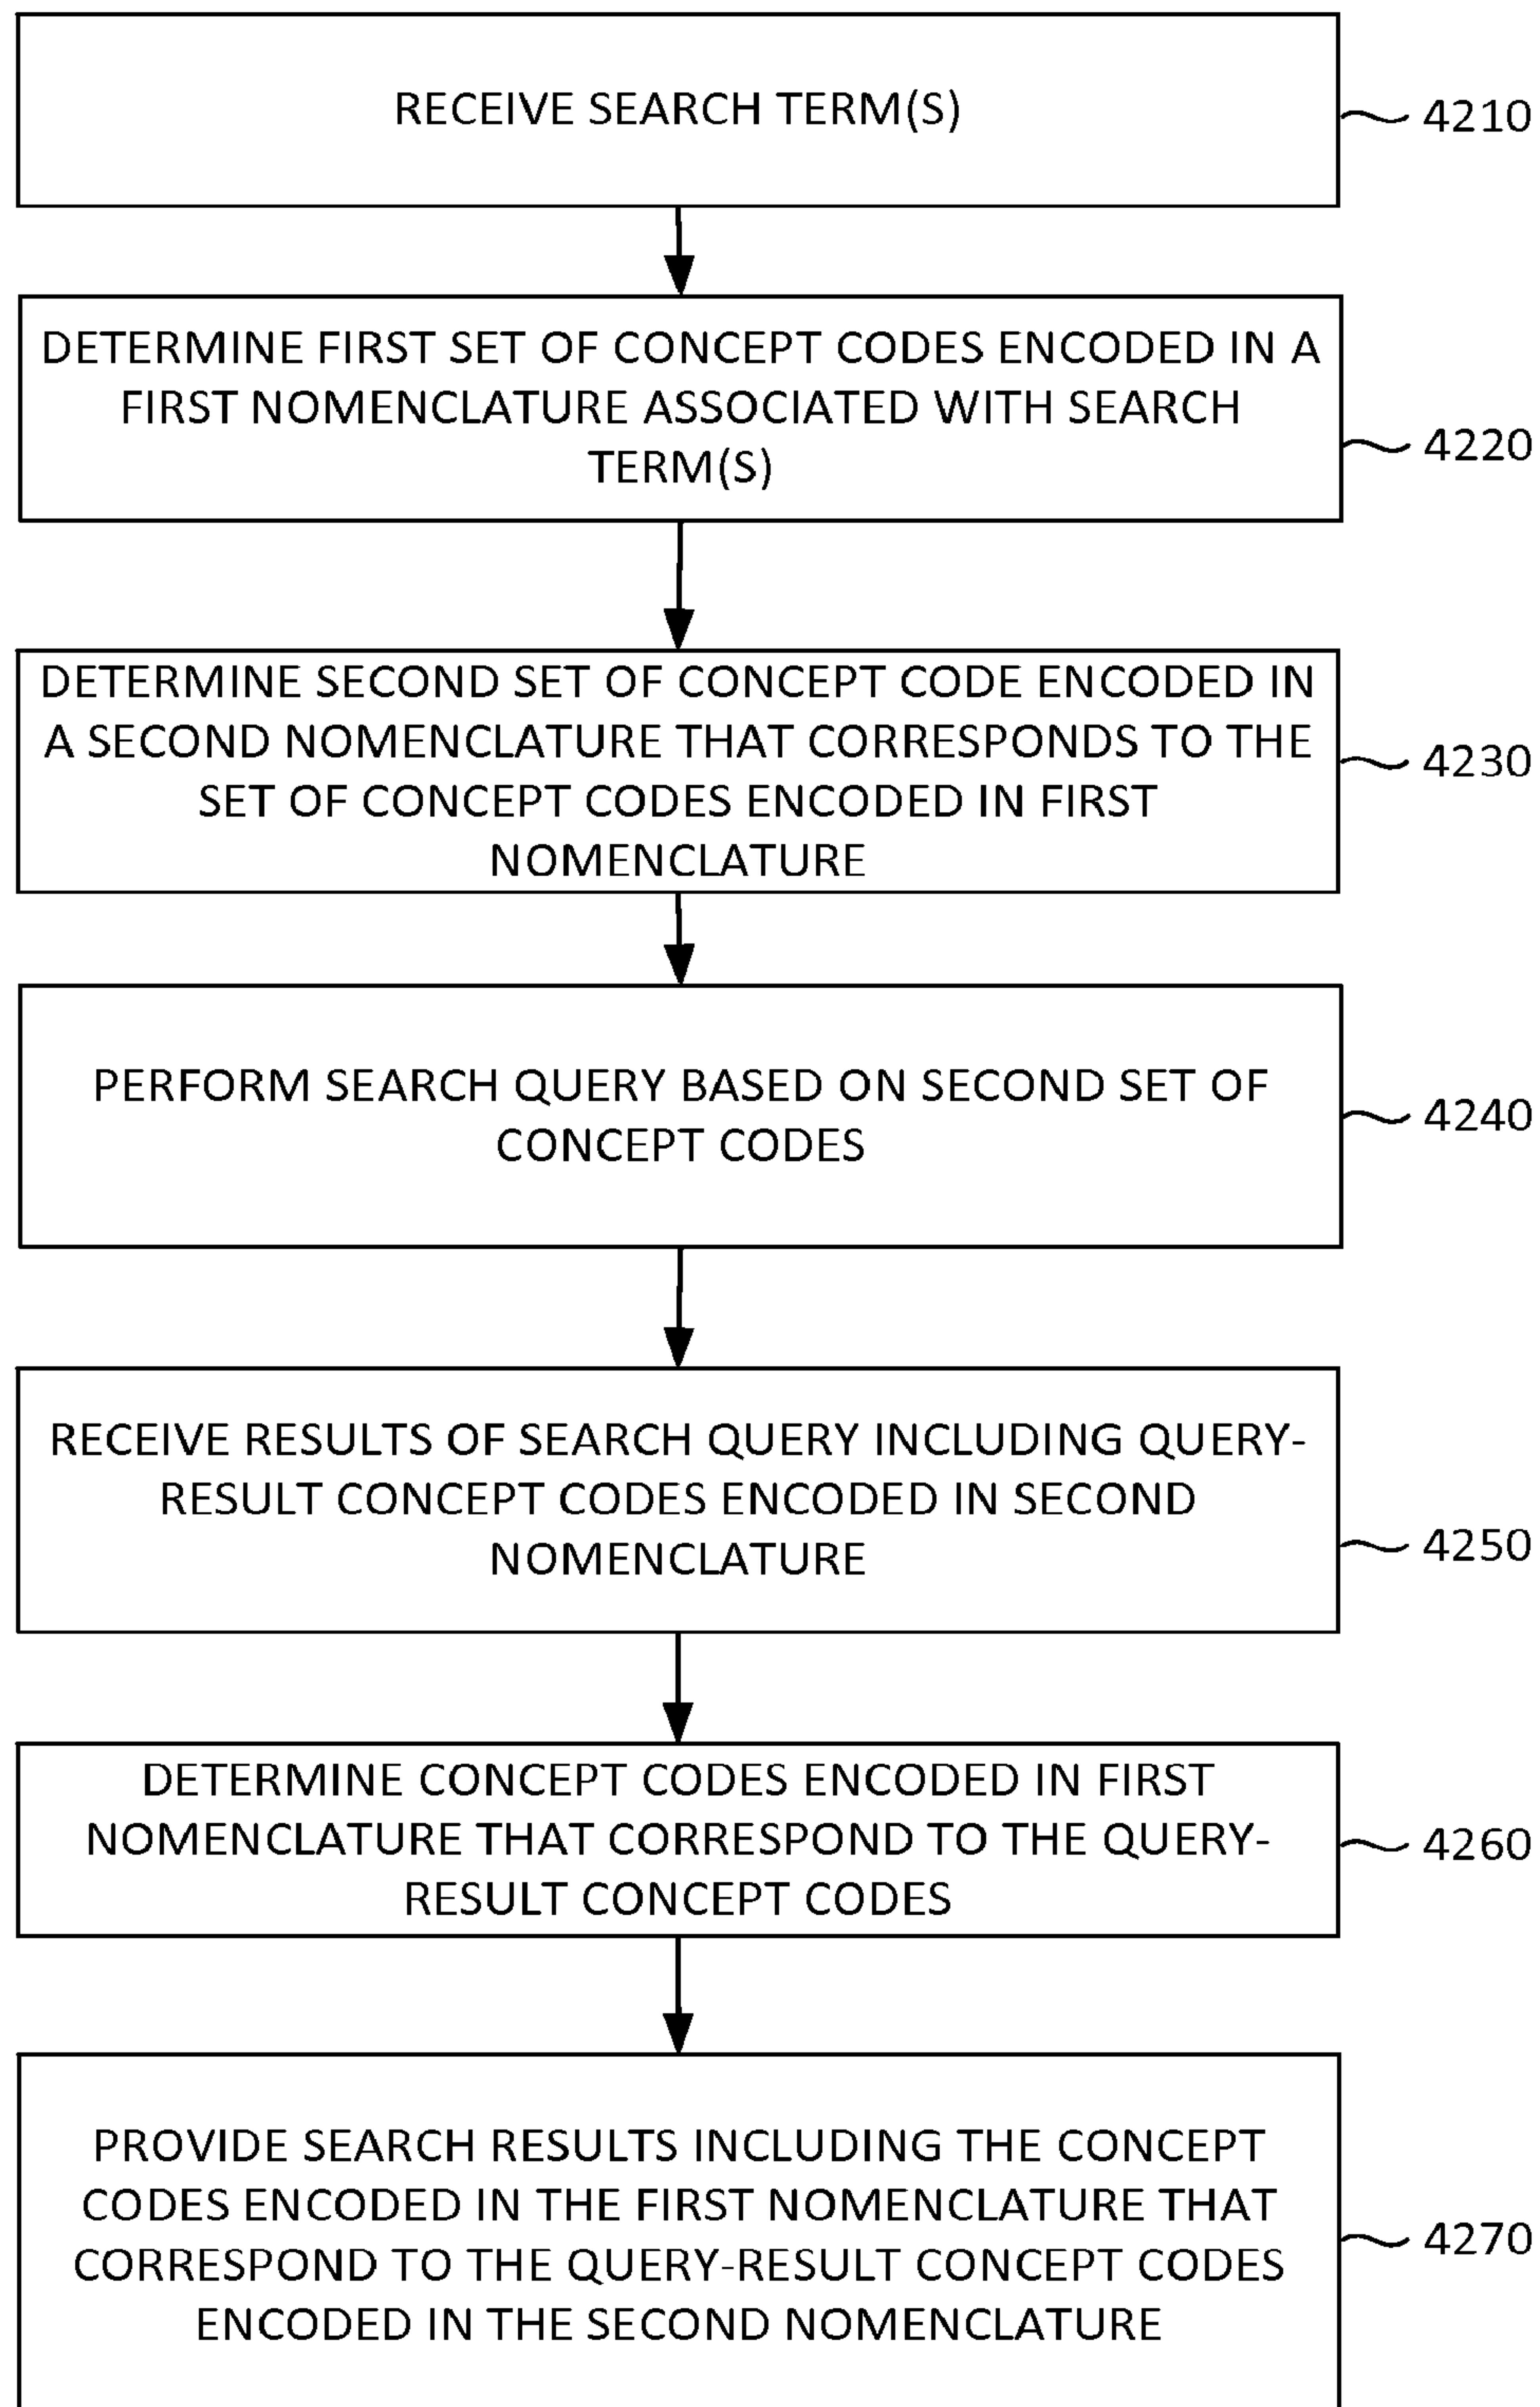 RECEIVE SEARCH TERM(S)
4210
DETERMINE FIRST SET OF CONCEPT CODES ENCODED IN A
FIRST NOMENCLATURE ASSOCIATED WITH SEARCH
TERM(S)
4220
DETERMINE SECOND SET OF CONCEPT CODE ENCODED IN
A SECOND NOMENCLATURE THAT CORRESPONDS TO THE
SET OF CONCEPT CODES ENCODED IN FIRST
NOMENCLATURE
4230
PERFORM SEARCH QUERY BASED ON SECOND SET OF
CONCEPT CODES
4240
RECEIVE RESULTS OF SEARCH QUERY INCLUDING QUERY-
RESULT CONCEPT CODES ENCODED IN SECOND
NOMENCLATURE
4250
DETERMINE CONCEPT CODES ENCODED IN FIRST
NOMENCLATURE THAT CORRESPOND TO THE QUERY-
RESULT CONCEPT CODES
4260
PROVIDE SEARCH RESULTS INCLUDING THE CONCEPT
CODES ENCODED IN THE FIRST NOMENCLATURE THAT
CORRESPOND TO THE QUERY-RESULT CONCEPT CODES
ENCODED IN THE SECOND NOMENCLATURE
4270